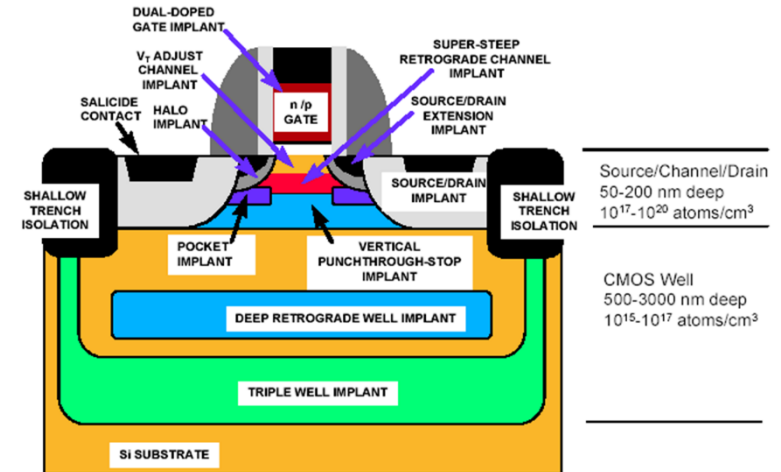 DUAL-DOPED
GATE IMPLANT
V_T ADJUST
CHANNEL
IMPLANT
SUPER-STEEP
RETROGRADE CHANNEL
IMPLANT
SALICIDE
CONTACT
HALO
IMPLANT
n /p
GATE
SOURCE/DRAIN
EXTENSION
IMPLANT
SHALLOW
TRENCH
ISOLATION
SOURCE/DRAIN
IMPLANT
SHALLOW
TRENCH
ISOLATION
Source/Channel/Drain
50-200 nm deep
10¹⁷-10²⁰ atoms/cm³
POCKET
IMPLANT
VERTICAL
PUNCHTHROUGH-STOP
IMPLANT
CMOS Well
500-3000 nm deep
10¹⁵-10¹⁷ atoms/cm³
DEEP RETROGRADE WELL IMPLANT
TRIPLE WELL IMPLANT
Si SUBSTRATE